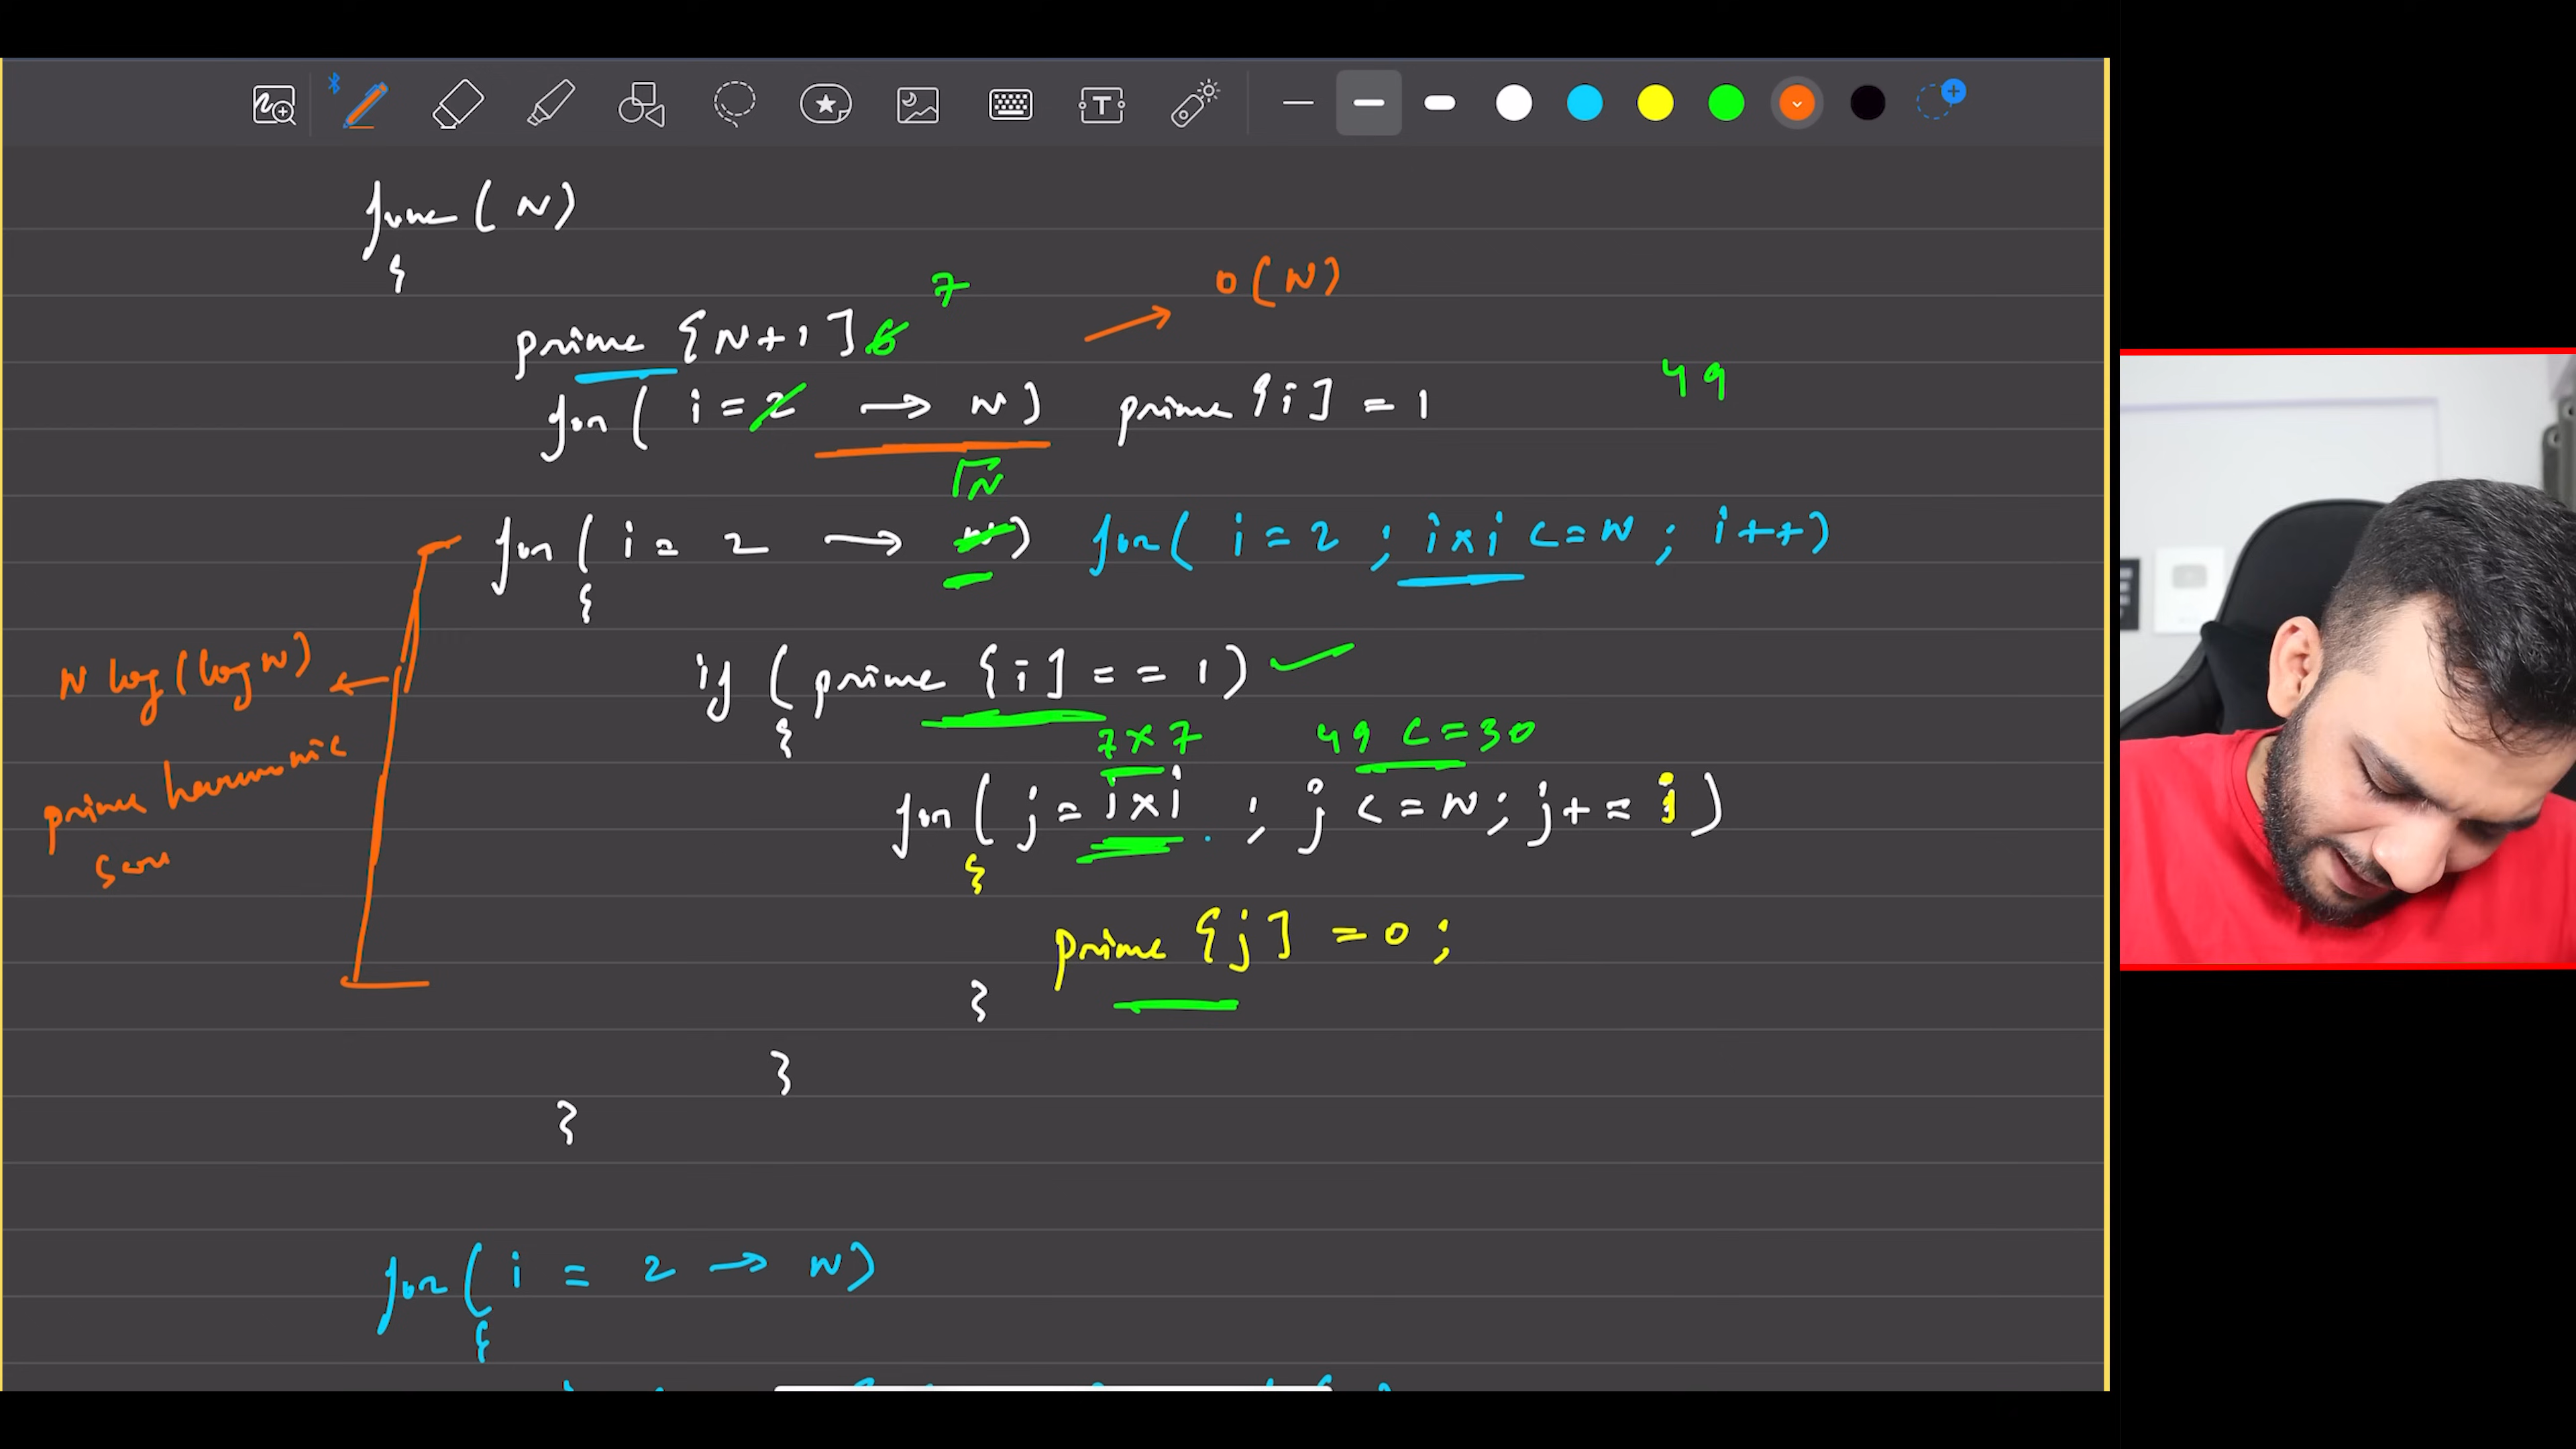 func(N)
{
7
O(N)
prime[N+1] 6
49
for( i = 2 → N) prime[i] = 1
√N
for( i = 2 → N) for( i = 2 ; i×i <= N ; i++)
{
N log(log N)
if ( prime[i] == 1)
{
prime harmonic
7×7 49 <= 30
for( j = i×i ; j <= N; j += i )
{
prime[j] = 0;
}
}
}
for( i = 2 → N)
{